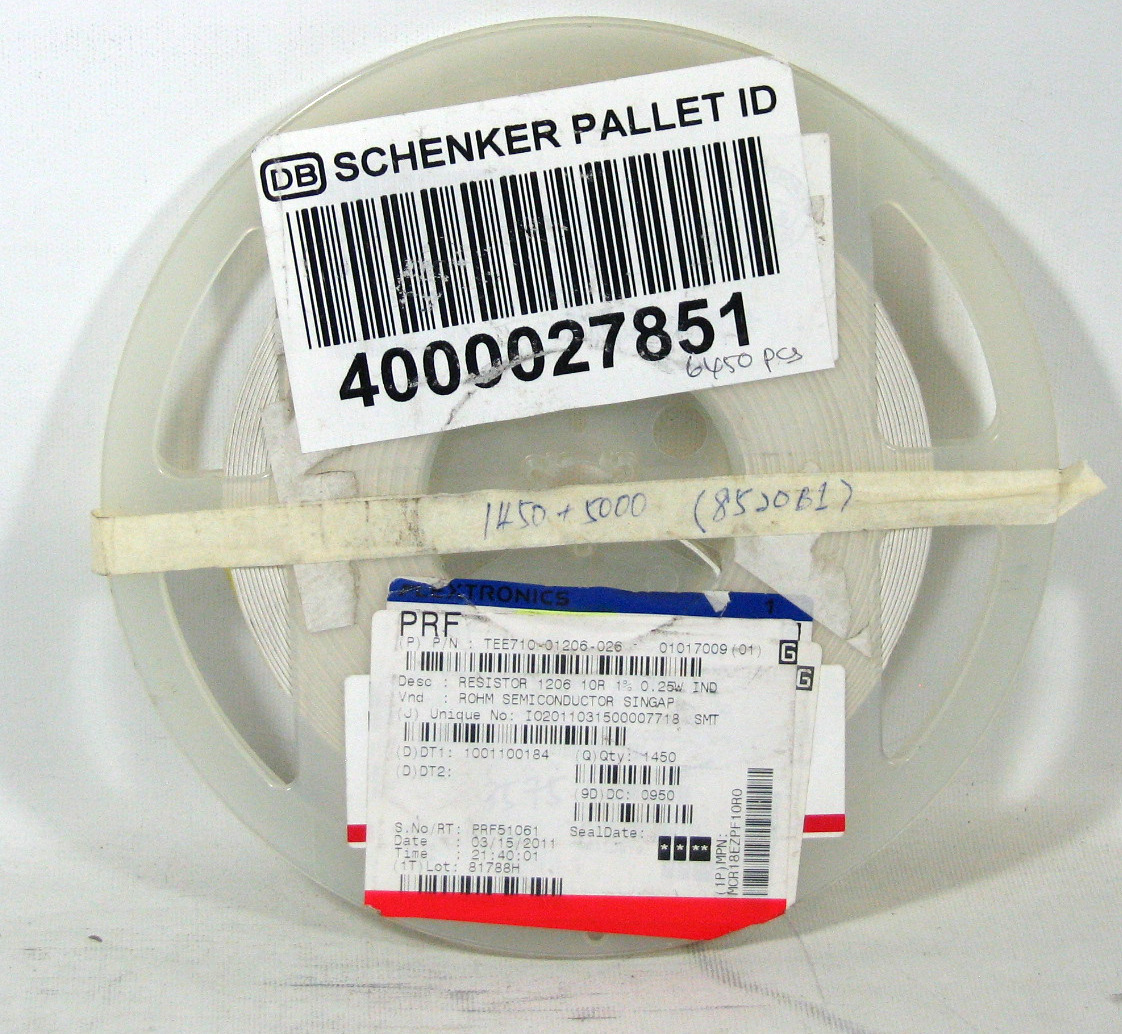 DB SCHENKER PALLET ID
4000027851
6450 pcs
1450 + 5000 (8520B1)
FLEXTRONICS 1
PRF
(P) P/N : TEE710-01206-026 01017009(01)
G
G
Desc : RESISTOR 1206 10R 1% 0.25W IND
Vnd : ROHM SEMICONDUCTOR SINGAP
(J) Unique No: IO2011031500007718 SMT
(D)DT1: 1001100184 (Q)Qty: 1450
(D)DT2:
(9D)DC: 0950
S.No/RT: PRF51061 SealDate:
Date : 03/15/2011
Time : 21:40:01
(1T)Lot: 81788H
****
(1P)MPN:
MCR18EZPF10R0